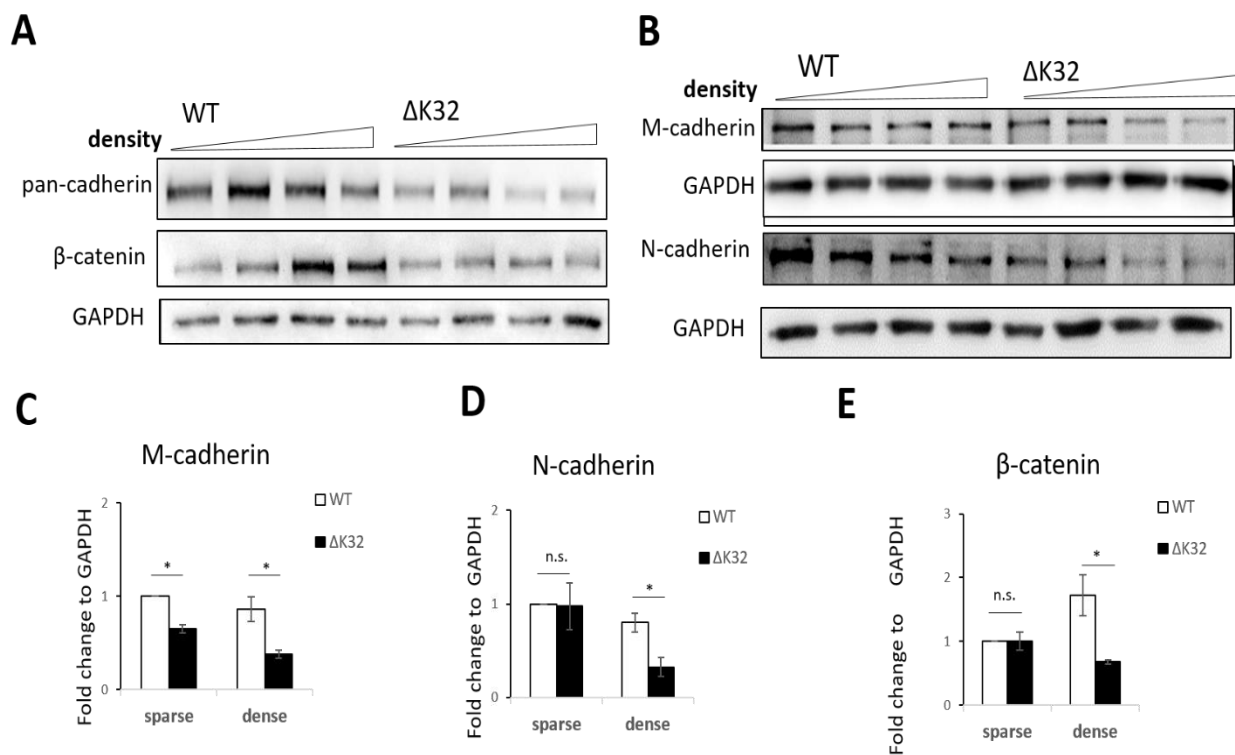 A
WT
ΔK32
density
pan-cadherin
β-catenin
GAPDH
B
WT
ΔK32
density
M-cadherin
GAPDH
N-cadherin
GAPDH
C
M-cadherin
Fold change to GAPDH
2
1
0
*
*
sparse
dense
WT
ΔK32
D
N-cadherin
Fold change to GAPDH
2
1
0
n.s.
*
sparse
dense
WT
ΔK32
E
β-catenin
Fold change to GAPDH
3
2
1
0
n.s.
*
sparse
dense
WT
ΔK32